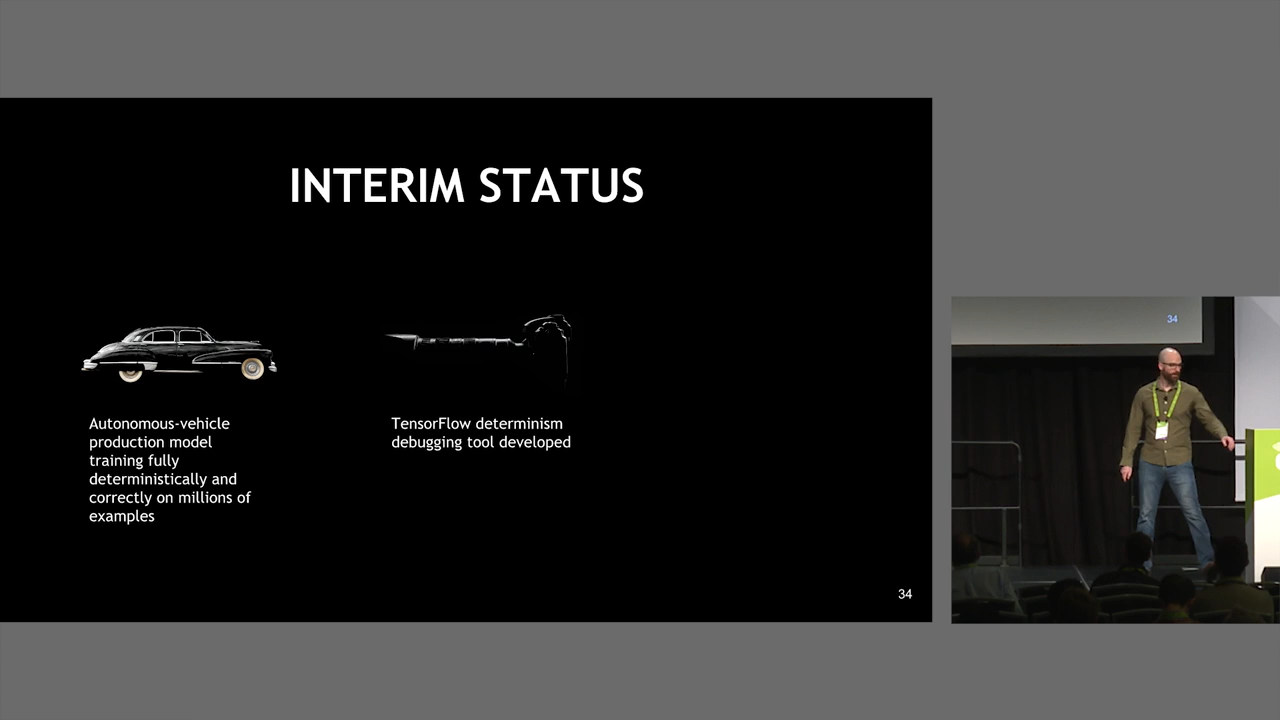 INTERIM STATUS
Autonomous-vehicle
production model
training fully
deterministically and
correctly on millions of
examples
TensorFlow determinism
debugging tool developed
34
34